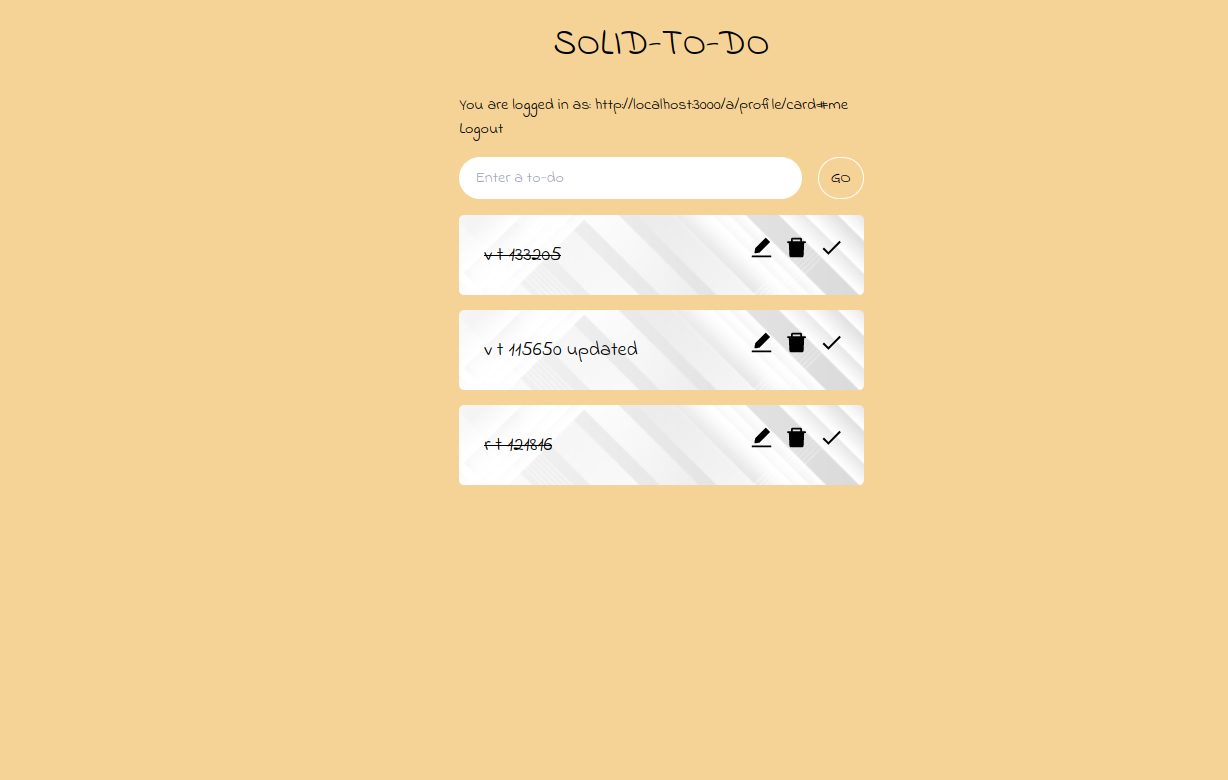 SOLID-TO-DO
You are logged in as: http://localhost:3000/a/profile/card#me
Logout
Enter a to-do
GO
v t 133205
v t 115650 updated
r t 121816